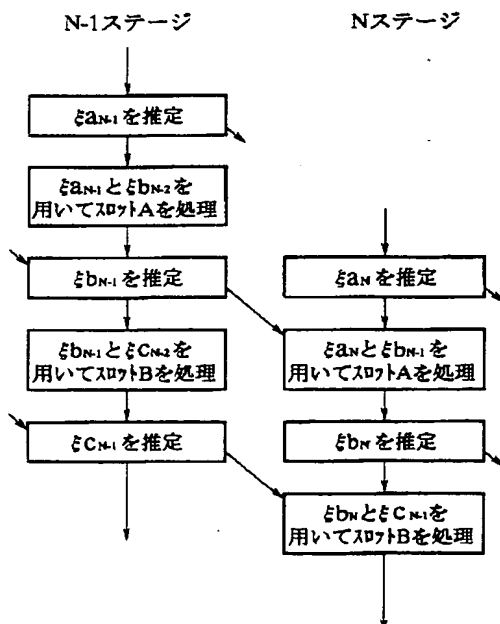 N-1ステージ
ξaN-1を推定
ξaN-1とξbN-2を
用いてスロットAを処理
ξbN-1を推定
ξbN-1とξCN-2を
用いてスロットBを処理
ξCN-1を推定
Nステージ
ξaNを推定
ξaNとξbN-1を
用いてスロットAを処理
ξbNを推定
ξbNとξCN-1を
用いてスロットBを処理